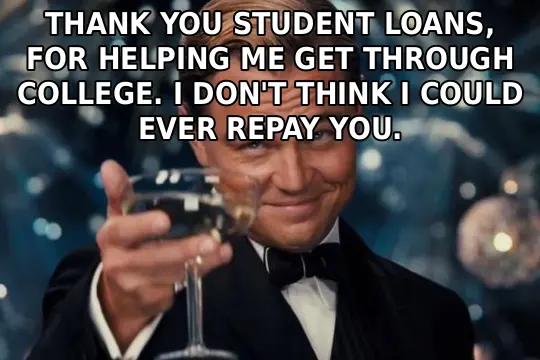 THANK YOU STUDENT LOANS,
FOR HELPING ME GET THROUGH
COLLEGE. I DON'T THINK I COULD
EVER REPAY YOU.